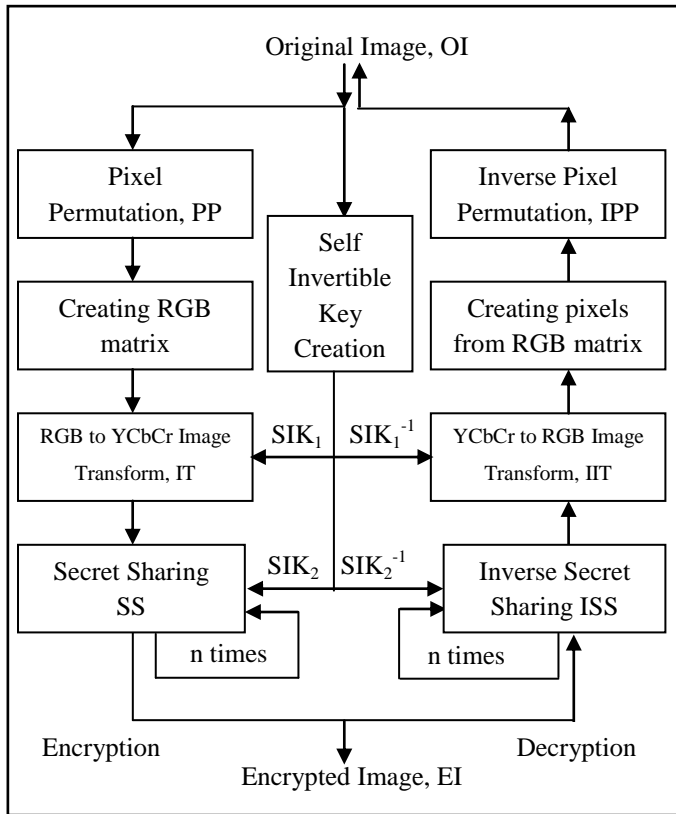 Original Image, OI
Pixel
Permutation, PP
Inverse Pixel
Permutation, IPP
Self
Invertible
Key
Creation
Creating RGB
matrix
Creating pixels
from RGB matrix
RGB to YCbCr Image
Transform, IT
SIK₁
SIK₁⁻¹
YCbCr to RGB Image
Transform, IIT
Secret Sharing
SS
SIK₂
SIK₂⁻¹
Inverse Secret
Sharing ISS
n times
n times
Encryption
Decryption
Encrypted Image, EI